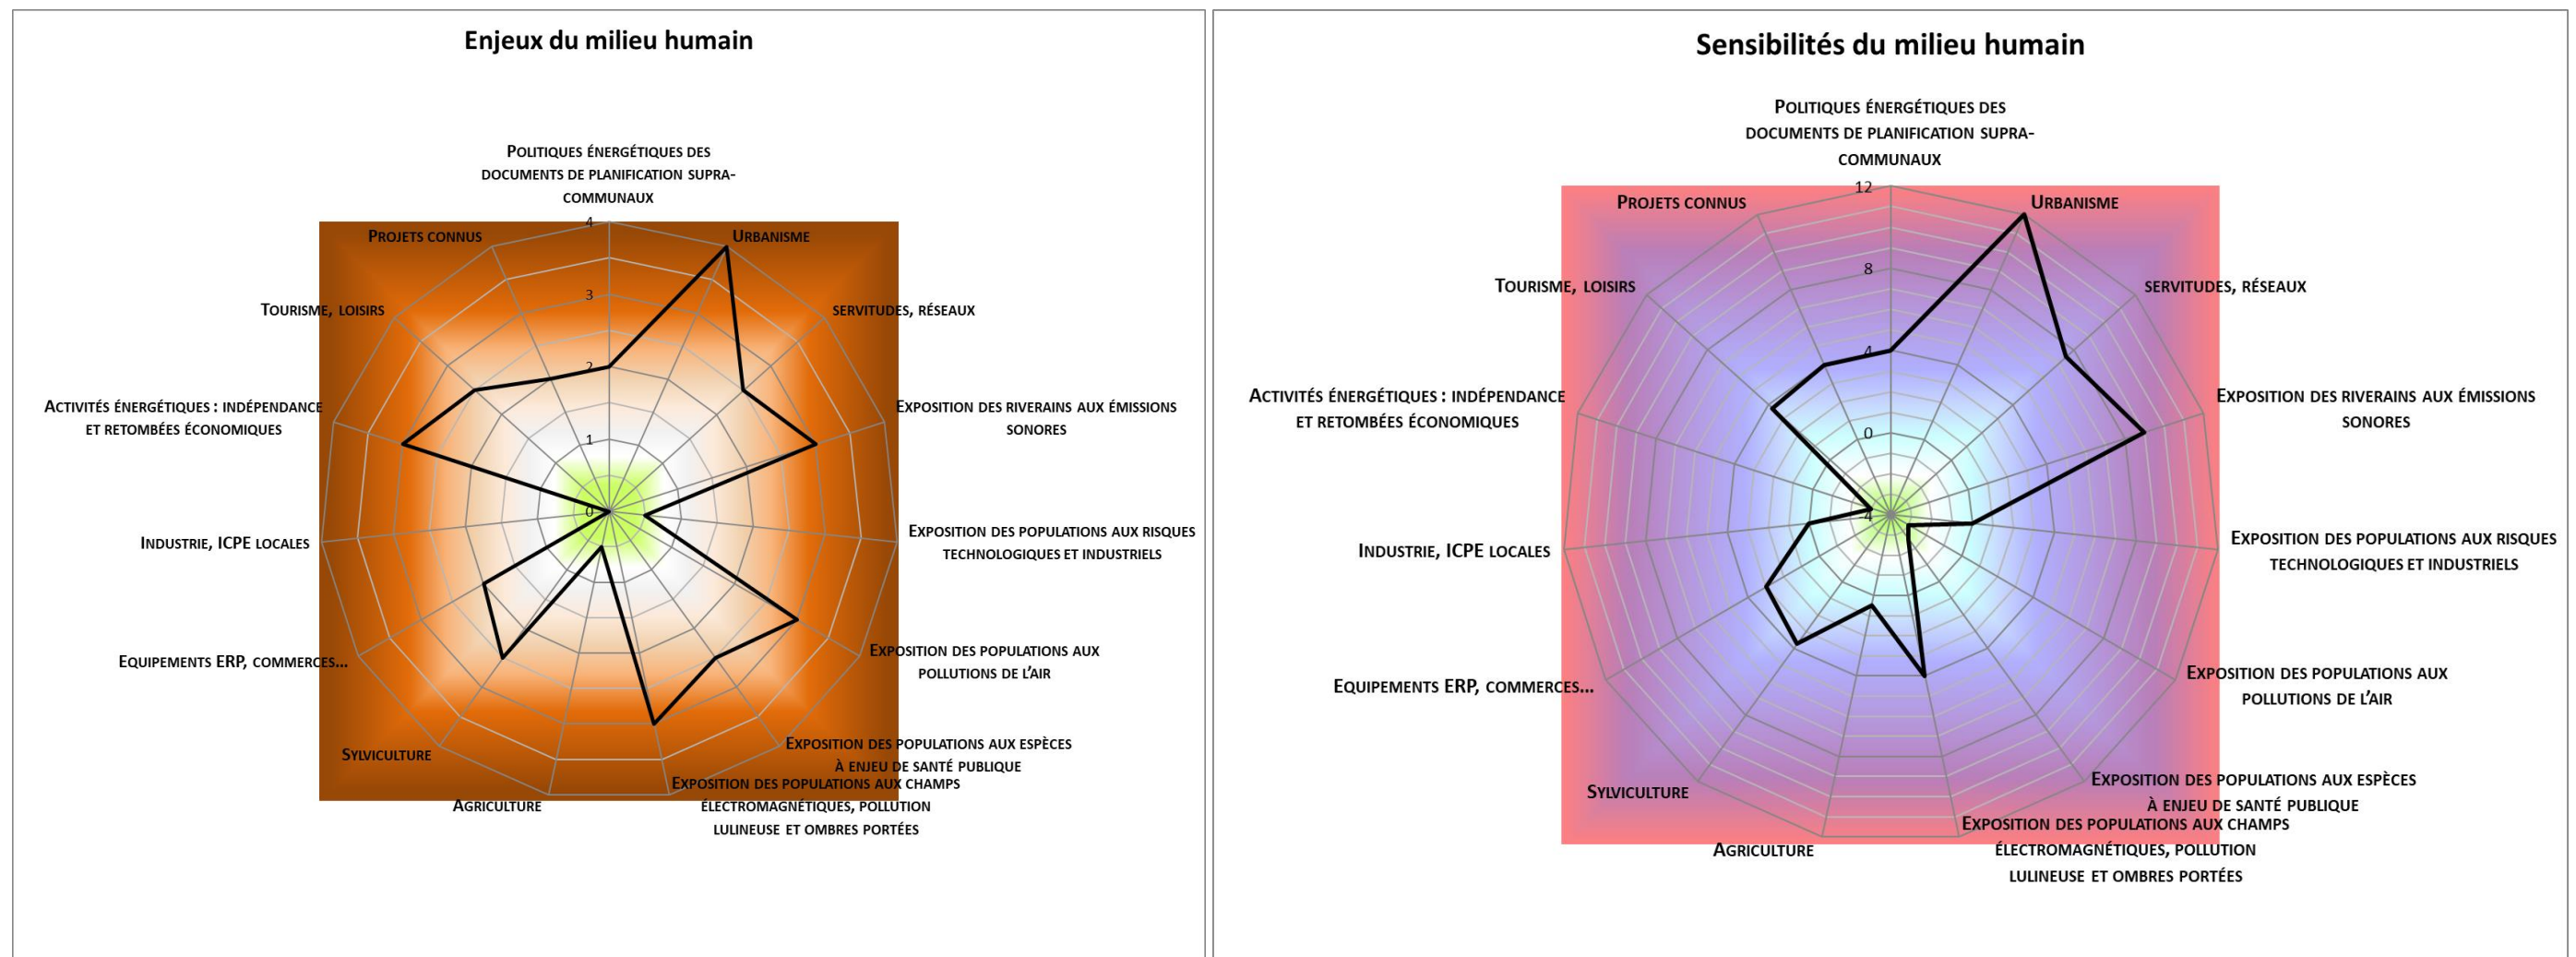 Enjeux du milieu humain
POLITIQUES ÉNERGÉTIQUES DES
DOCUMENTS DE PLANIFICATION SUPRA-
COMMUNAUX
4
PROJETS CONNUS
URBANISME
3
TOURISME, LOISIRS
SERVITUDES, RÉSEAUX
2
ACTIVITÉS ÉNERGÉTIQUES : INDÉPENDANCE
ET RETOMBÉES ÉCONOMIQUES
EXPOSITION DES RIVERAINS AUX ÉMISSIONS
SONORES
1
0
INDUSTRIE, ICPE LOCALES
EXPOSITION DES POPULATIONS AUX RISQUES
TECHNOLOGIQUES ET INDUSTRIELS
EQUIPEMENTS ERP, COMMERCES...
EXPOSITION DES POPULATIONS AUX
POLLUTIONS DE L'AIR
SYLVICULTURE
EXPOSITION DES POPULATIONS AUX ESPÈCES
À ENJEU DE SANTÉ PUBLIQUE
AGRICULTURE
EXPOSITION DES POPULATIONS AUX CHAMPS
ÉLECTROMAGNÉTIQUES, POLLUTION
LULINEUSE ET OMBRES PORTÉES
Sensibilités du milieu humain
POLITIQUES ÉNERGÉTIQUES DES
DOCUMENTS DE PLANIFICATION SUPRA-
COMMUNAUX
12
PROJETS CONNUS
URBANISME
8
TOURISME, LOISIRS
SERVITUDES, RÉSEAUX
4
ACTIVITÉS ÉNERGÉTIQUES : INDÉPENDANCE
ET RETOMBÉES ÉCONOMIQUES
EXPOSITION DES RIVERAINS AUX ÉMISSIONS
SONORES
0
-4
INDUSTRIE, ICPE LOCALES
EXPOSITION DES POPULATIONS AUX RISQUES
TECHNOLOGIQUES ET INDUSTRIELS
EQUIPEMENTS ERP, COMMERCES...
EXPOSITION DES POPULATIONS AUX
POLLUTIONS DE L'AIR
SYLVICULTURE
EXPOSITION DES POPULATIONS AUX ESPÈCES
À ENJEU DE SANTÉ PUBLIQUE
AGRICULTURE
EXPOSITION DES POPULATIONS AUX CHAMPS
ÉLECTROMAGNÉTIQUES, POLLUTION
LULINEUSE ET OMBRES PORTÉES